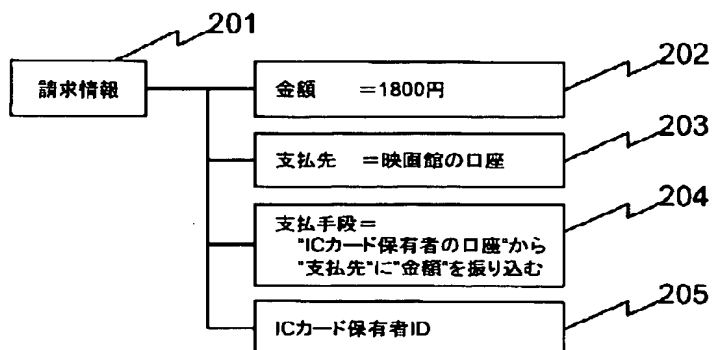 201
請求情報
202
金額　＝1800円
203
支払先　＝映画館の口座
204
支払手段＝
"ICカード保有者の口座"から
"支払先"に"金額"を振り込む
205
ICカード保有者ID